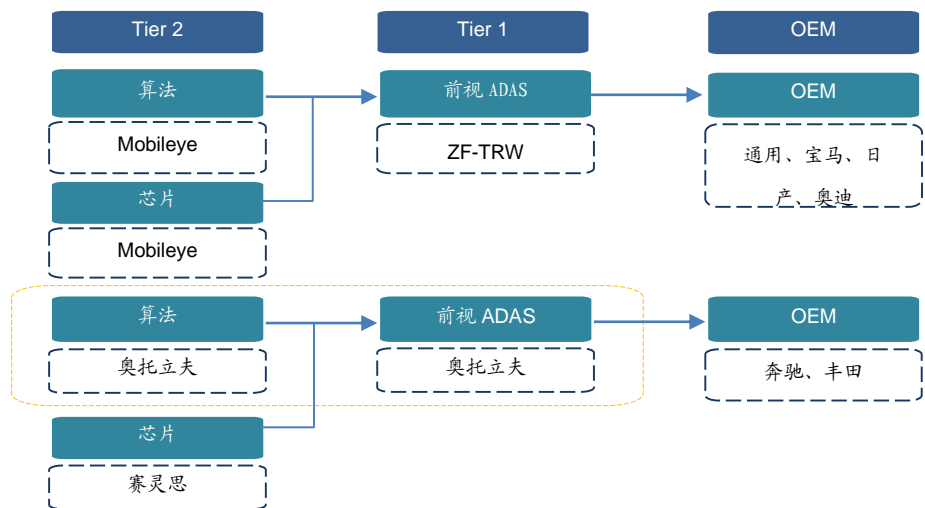 Tier 2
Tier 1
OEM
算法
前视 ADAS
OEM
Mobileye
ZF-TRW
通用、宝马、日
产、奥迪
芯片
Mobileye
算法
前视 ADAS
OEM
奥托立夫
奥托立夫
奔驰、丰田
芯片
赛灵思